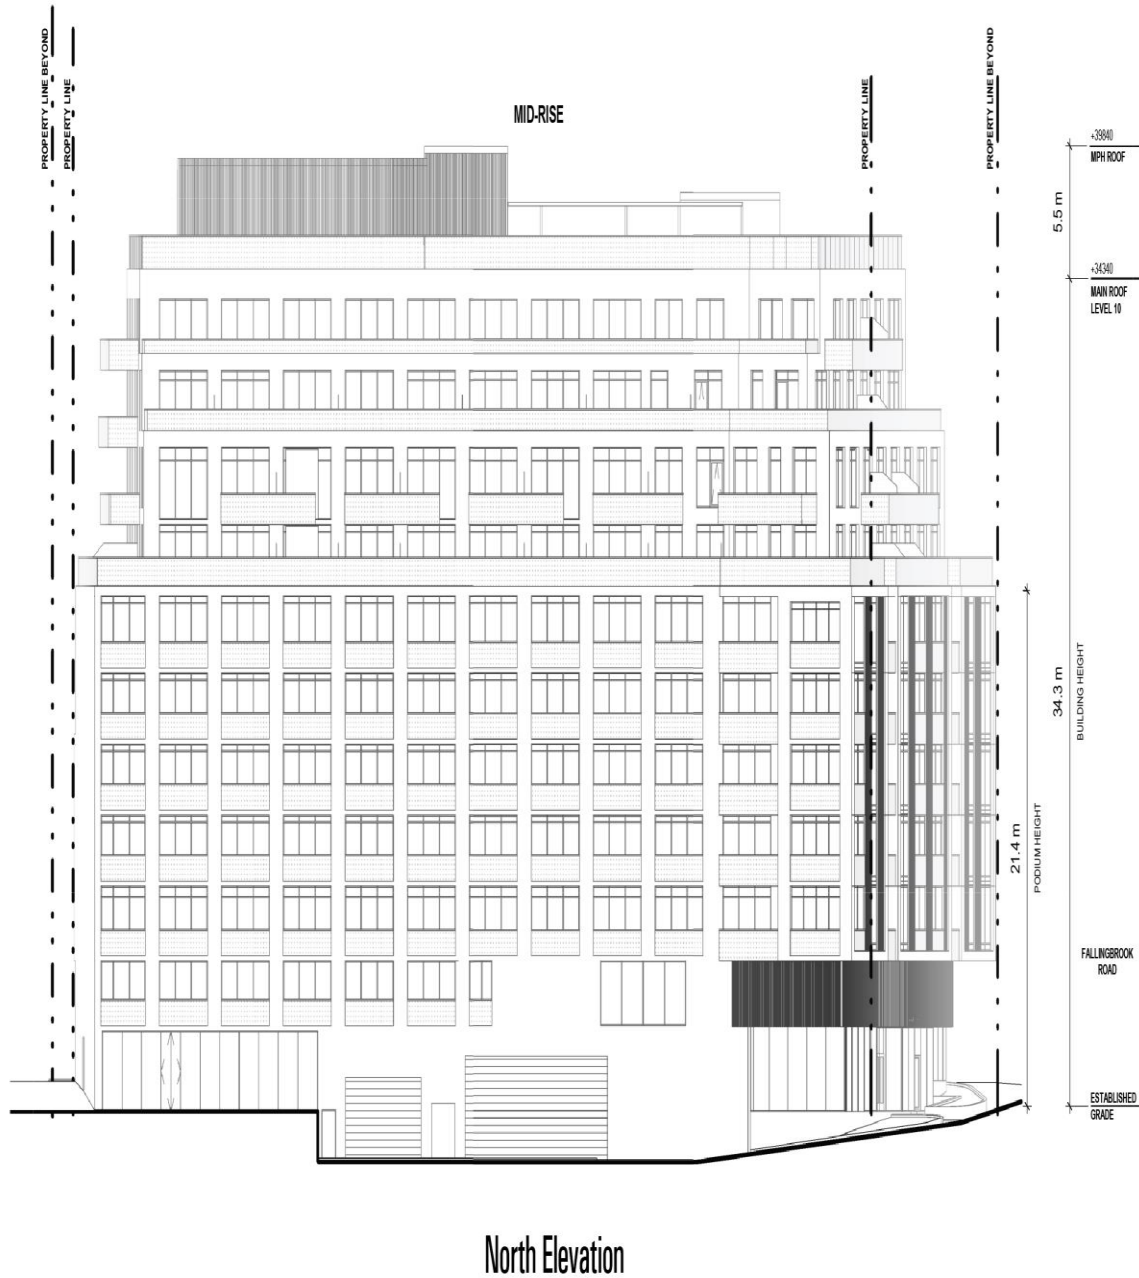 PROPERTY LINE BEYOND
PROPERTY LINE
MID-RISE
PROPERTY LINE
PROPERTY LINE BEYOND
+39840
MPH ROOF
5.5 m
+34340
MAIN ROOF
LEVEL 10
34.3 m
BUILDING HEIGHT
21.4 m
PODIUM HEIGHT
FALLINGBROOK
ROAD
ESTABLISHED
GRADE
North Elevation